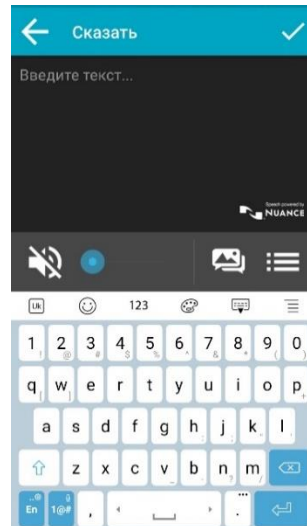 Сказать
Введите текст...
Speech powered by
NUANCE
Uk 123
1 2 3 4 5 6 7 8 9 0
! @ # $ % ^ & * ( )
q w e r t y u i o p
a s d f g h j k l
z x c v b n m
En 1@# , ...